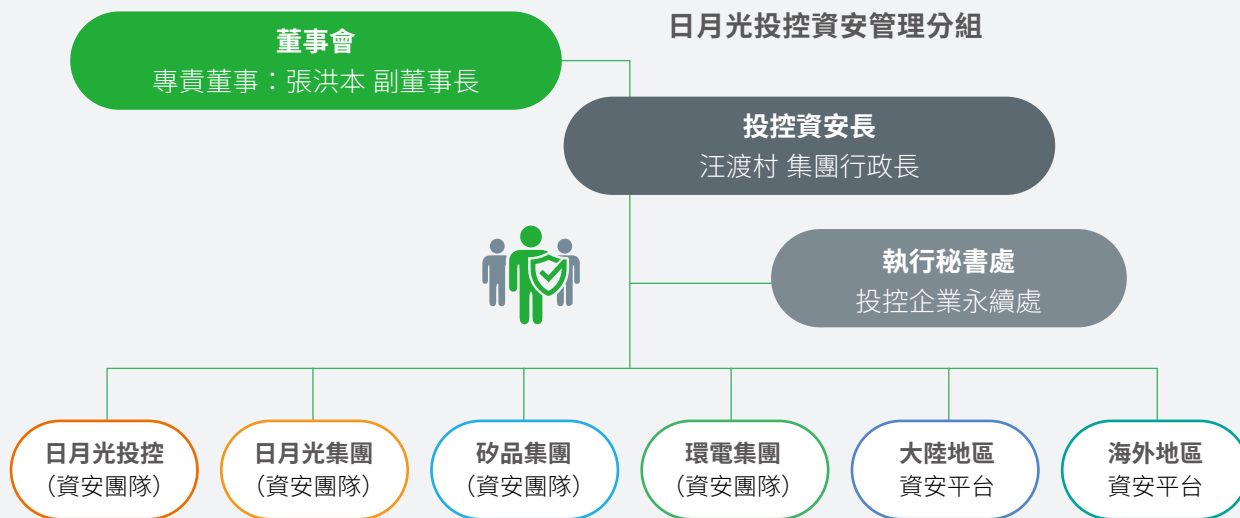 日月光投控資安管理分組
董事會
專責董事：張洪本 副董事長
投控資安長
汪渡村 集團行政長
執行秘書處
投控企業永續處
日月光投控
（資安團隊）
日月光集團
（資安團隊）
矽品集團
（資安團隊）
環電集團
（資安團隊）
大陸地區
資安平台
海外地區
資安平台